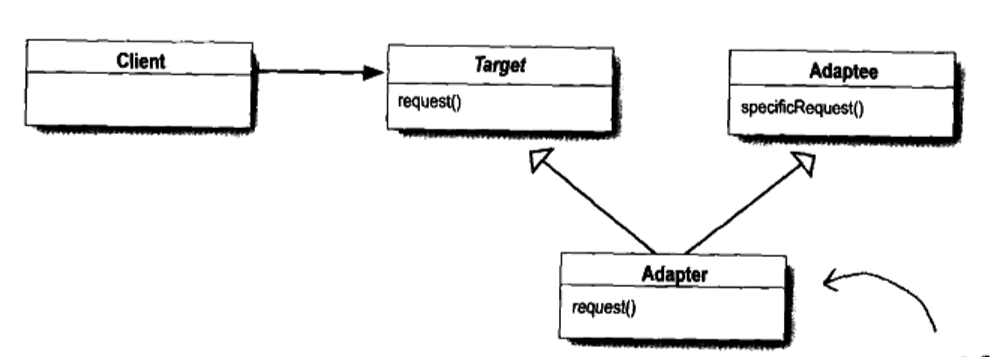 Client
Target
request()
Adaptee
specificRequest()
Adapter
request()